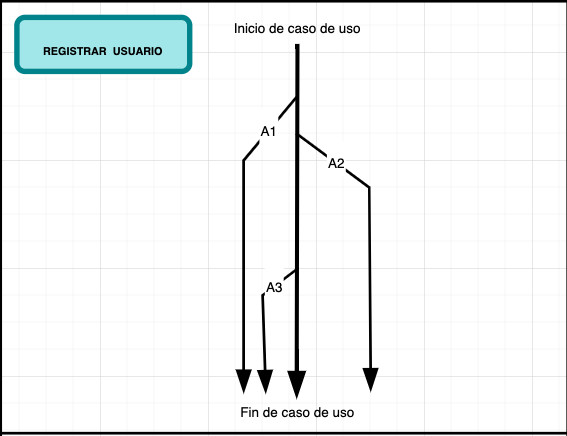 Inicio de caso de uso
REGISTRAR USUARIO
A1
A2
A3
Fin de caso de uso